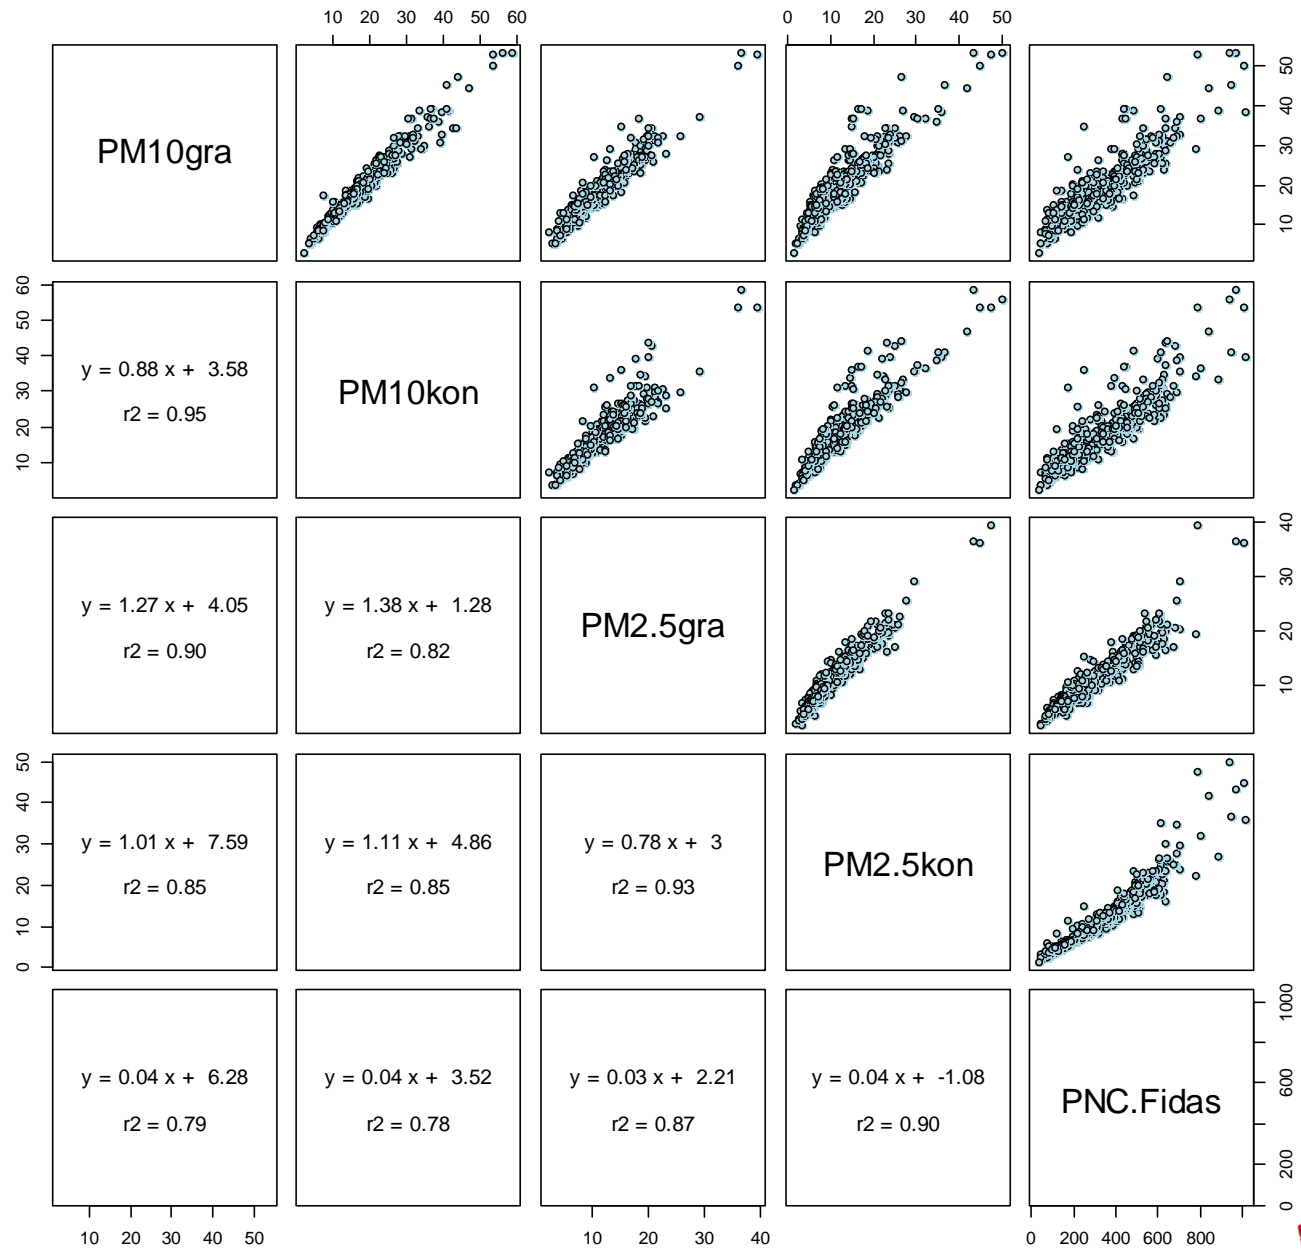 10 20 30 40 50 60
0 10 20 30 40 50
PM10gra
50
40
30
20
10
60
50
40
30
20
10
y = 0.88 x + 3.58
r2 = 0.95
PM10kon
y = 1.27 x + 4.05
r2 = 0.90
y = 1.38 x + 1.28
r2 = 0.82
PM2.5gra
40
30
20
10
50
40
30
20
10
0
y = 1.01 x + 7.59
r2 = 0.85
y = 1.11 x + 4.86
r2 = 0.85
y = 0.78 x + 3
r2 = 0.93
PM2.5kon
y = 0.04 x + 6.28
r2 = 0.79
y = 0.04 x + 3.52
r2 = 0.78
y = 0.03 x + 2.21
r2 = 0.87
y = 0.04 x + -1.08
r2 = 0.90
PNC.Fidas
1000
600
200
0
10 20 30 40 50
10 20 30 40
0 200 400 600 800